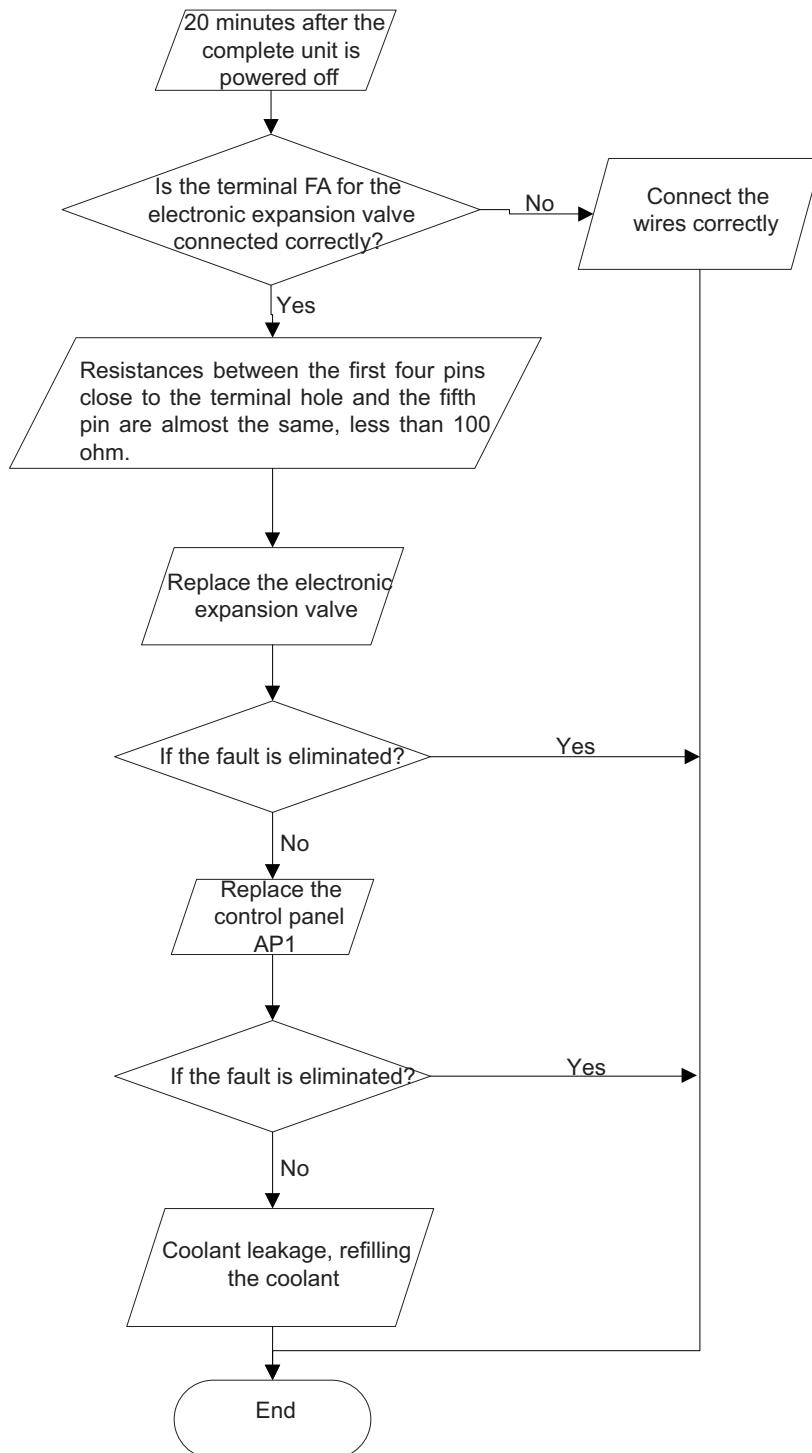 20 minutes after the
complete unit is
powered off
Is the terminal FA for the
electronic expansion valve
connected correctly?
No
Connect the
wires correctly
Yes
Resistances between the first four pins
close to the terminal hole and the fifth
pin are almost the same, less than 100
ohm.
Replace the electronic
expansion valve
If the fault is eliminated?
Yes
No
Replace the
control panel
AP1
If the fault is eliminated?
Yes
No
Coolant leakage, refilling
the coolant
End